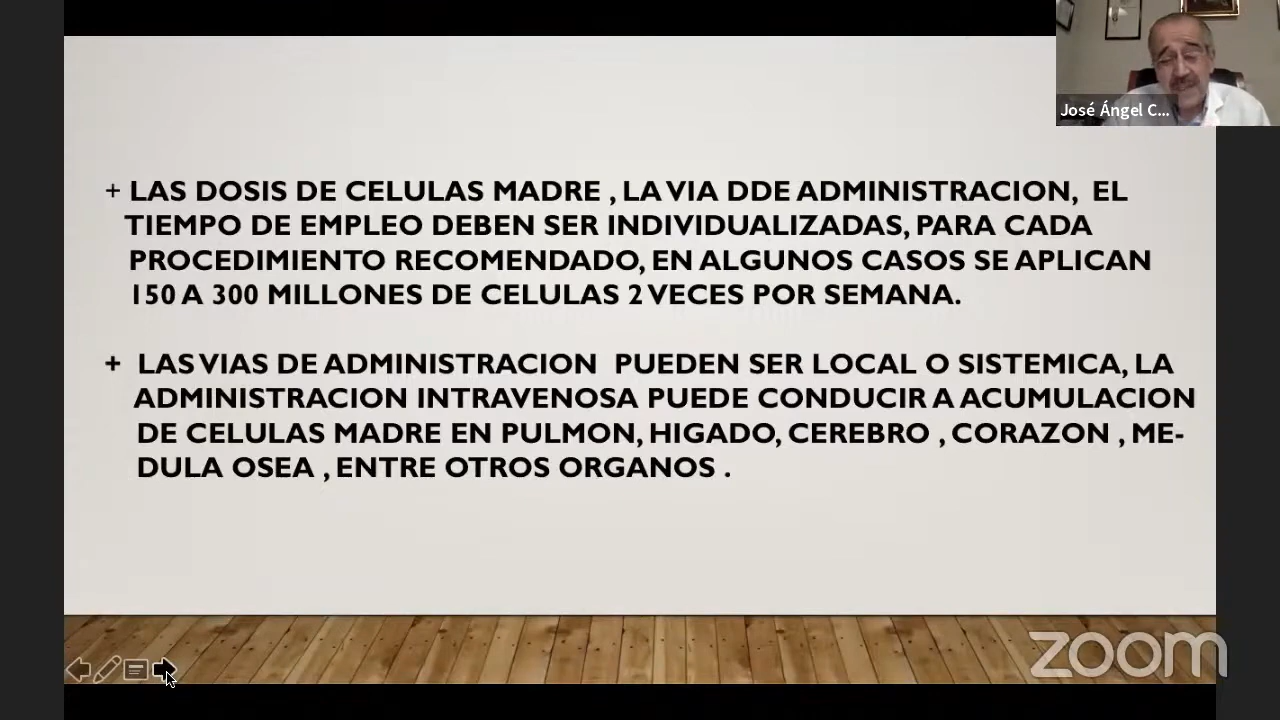 José Ángel C...
+ LAS DOSIS DE CELULAS MADRE , LA VIA DDE ADMINISTRACION, EL
TIEMPO DE EMPLEO DEBEN SER INDIVIDUALIZADAS, PARA CADA
PROCEDIMIENTO RECOMENDADO, EN ALGUNOS CASOS SE APLICAN
150 A 300 MILLONES DE CELULAS 2 VECES POR SEMANA.
+ LAS VIAS DE ADMINISTRACION PUEDEN SER LOCAL O SISTEMICA, LA
ADMINISTRACION INTRAVENOSA PUEDE CONDUCIR A ACUMULACION
DE CELULAS MADRE EN PULMON, HIGADO, CEREBRO , CORAZON , ME-
DULA OSEA , ENTRE OTROS ORGANOS .
zoom